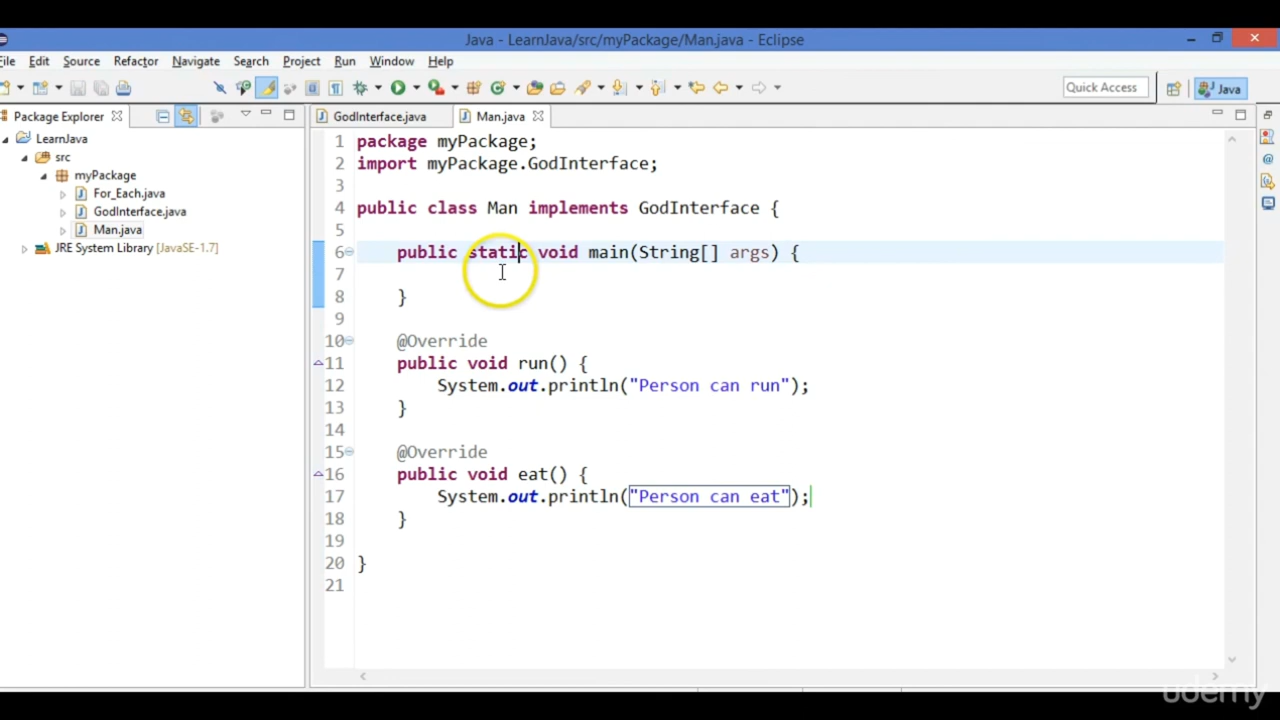 Java - LearnJava/src/myPackage/Man.java - Eclipse
ile Edit Source Refactor Navigate Search Project Run Window Help
Quick Access Java
Package Explorer
LearnJava
src
myPackage
For_Each.java
GodInterface.java
Man.java
JRE System Library [JavaSE-1.7]
GodInterface.java Man.java
1 package myPackage;
2 import myPackage.GodInterface;
3
4 public class Man implements GodInterface {
5
6 public static void main(String[] args) {
7
8 }
9
10 @Override
11 public void run() {
12 System.out.println("Person can run");
13 }
14
15 @Override
16 public void eat() {
17 System.out.println("Person can eat");
18 }
19
20 }
21
udemy